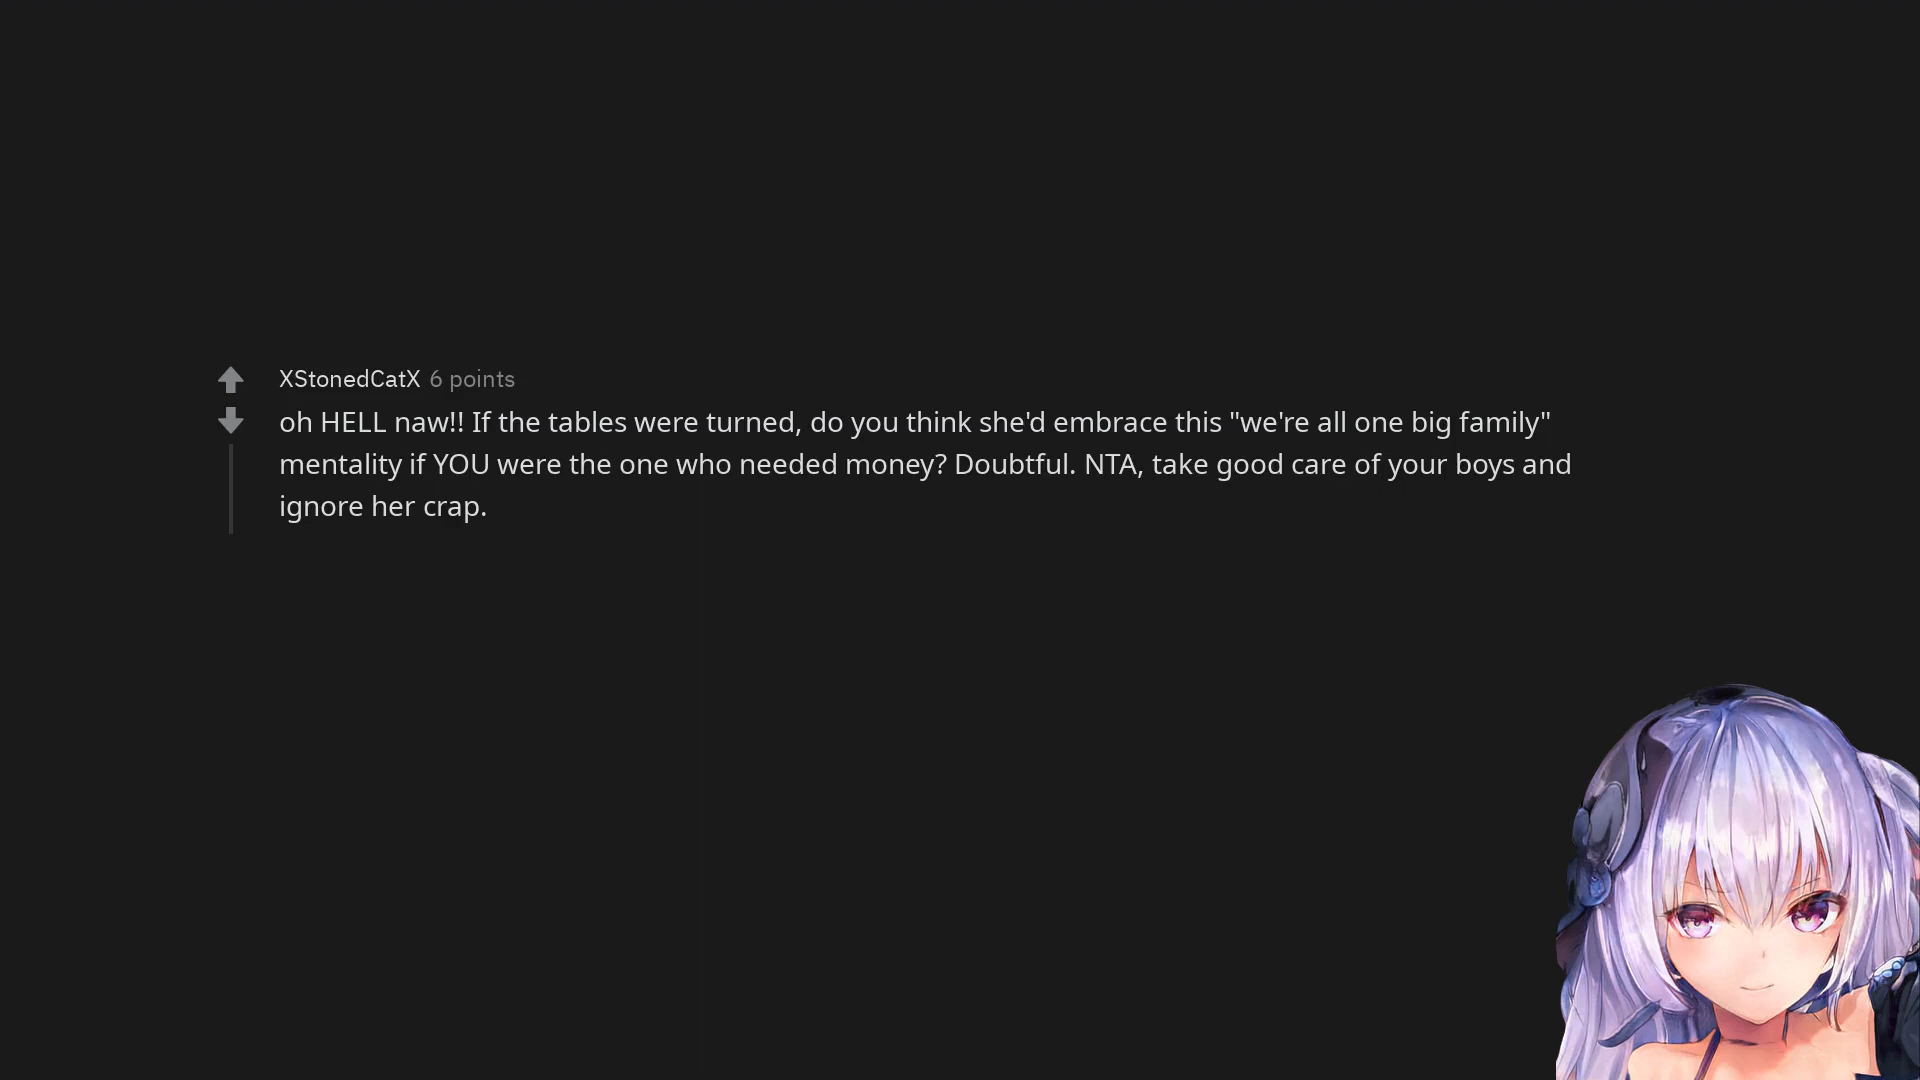 XStonedCatX 6 points
oh HELL naw!! If the tables were turned, do you think she'd embrace this "we're all one big family"
mentality if YOU were the one who needed money? Doubtful. NTA, take good care of your boys and
ignore her crap.